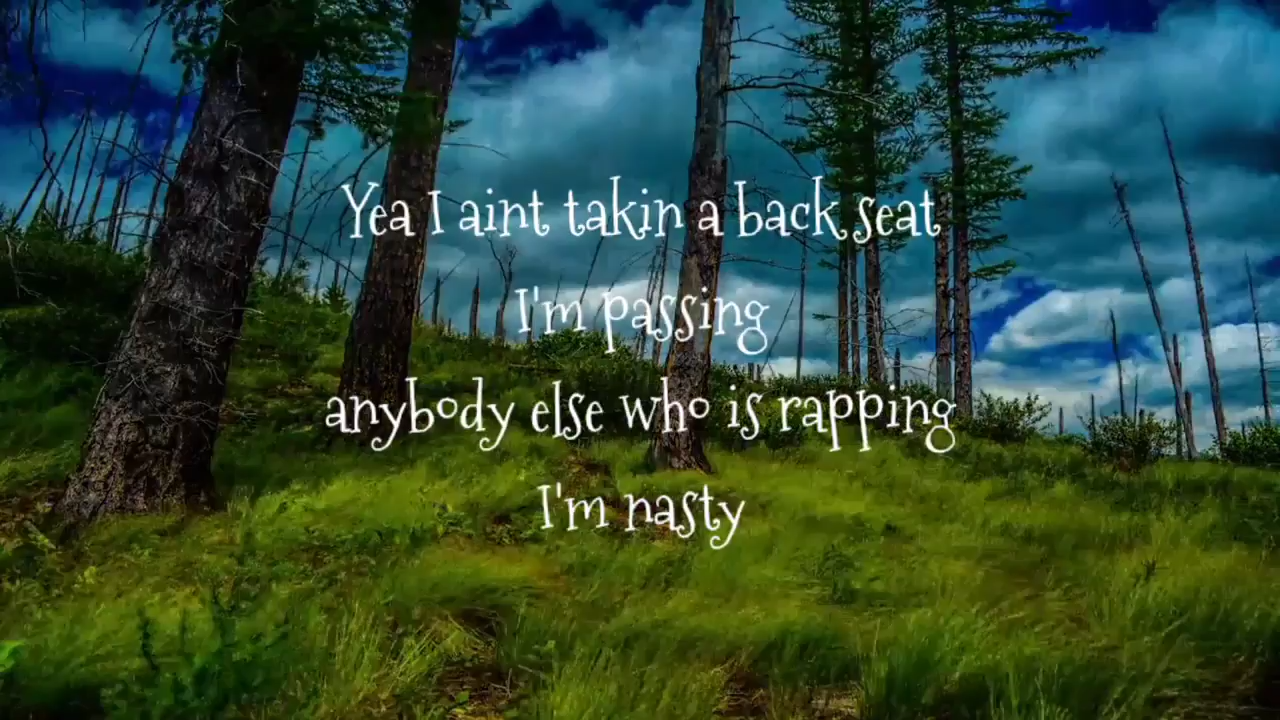 Yea I aint takin a back seat
I'm passing
anybody else who is rapping
I'm nasty